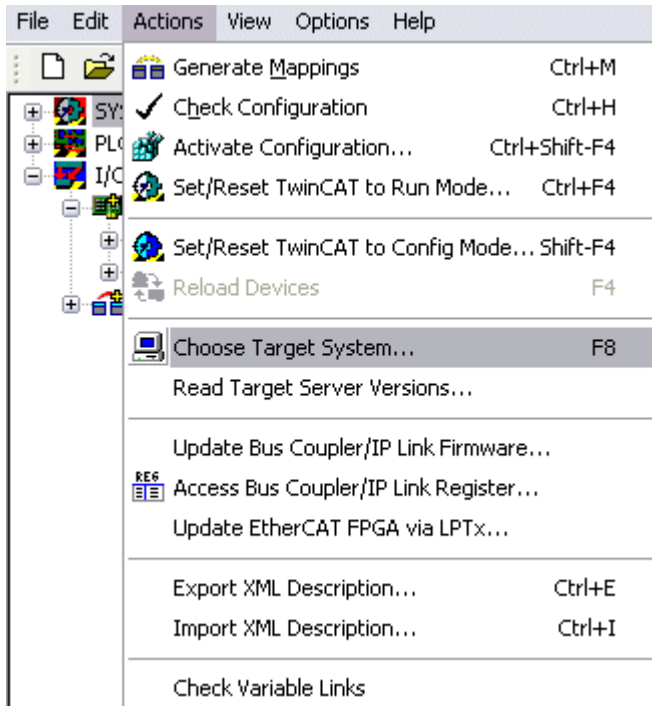 File Edit Actions View Options Help
Generate Mappings Ctrl+M
Check Configuration Ctrl+H
Activate Configuration... Ctrl+Shift-F4
Set/Reset TwinCAT to Run Mode... Ctrl+F4
Set/Reset TwinCAT to Config Mode... Shift-F4
Reload Devices F4
Choose Target System... F8
Read Target Server Versions...
Update Bus Coupler/IP Link Firmware...
REG Access Bus Coupler/IP Link Register...
Update EtherCAT FPGA via LPTx...
Export XML Description... Ctrl+E
Import XML Description... Ctrl+I
Check Variable Links